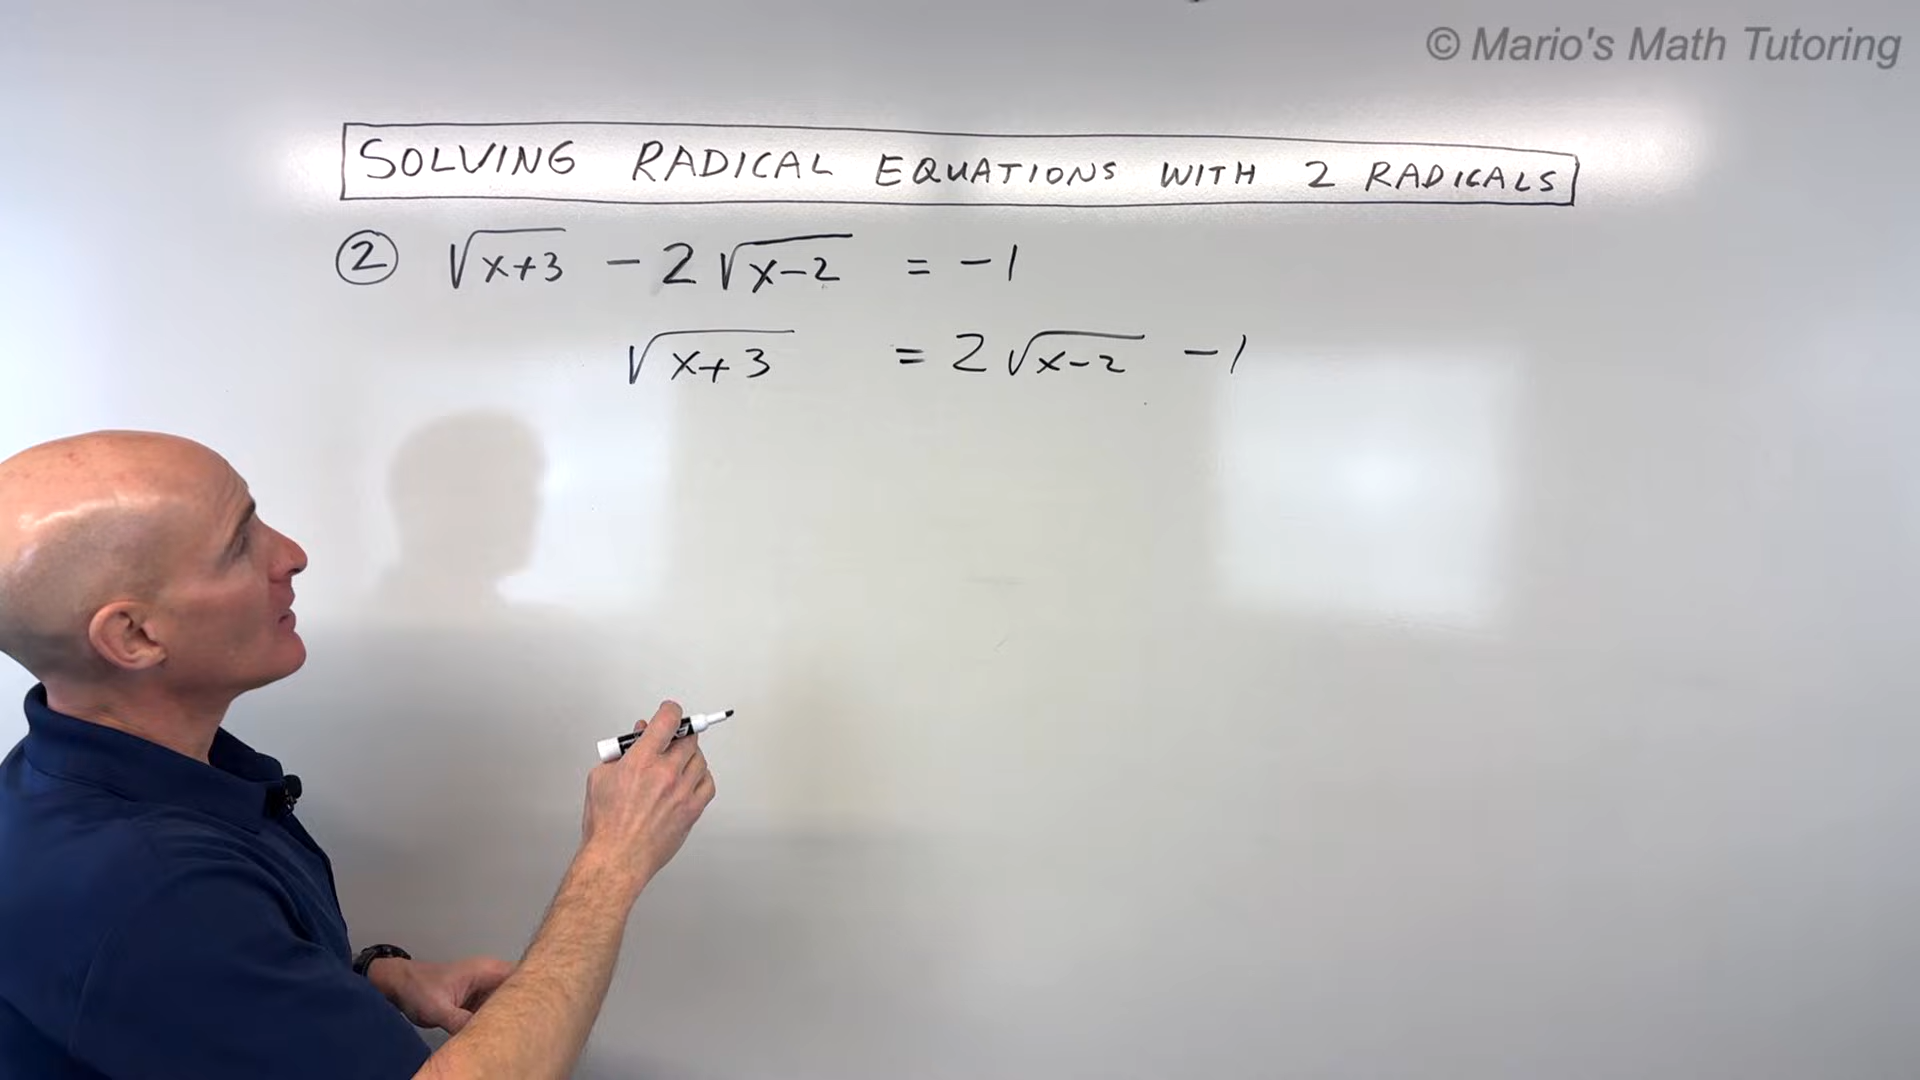 © Mario's Math Tutoring
SOLVING RADICAL EQUATIONS WITH 2 RADICALS
② √(x+3) - 2√(x-2) = -1
√(x+3) = 2√(x-2) - 1